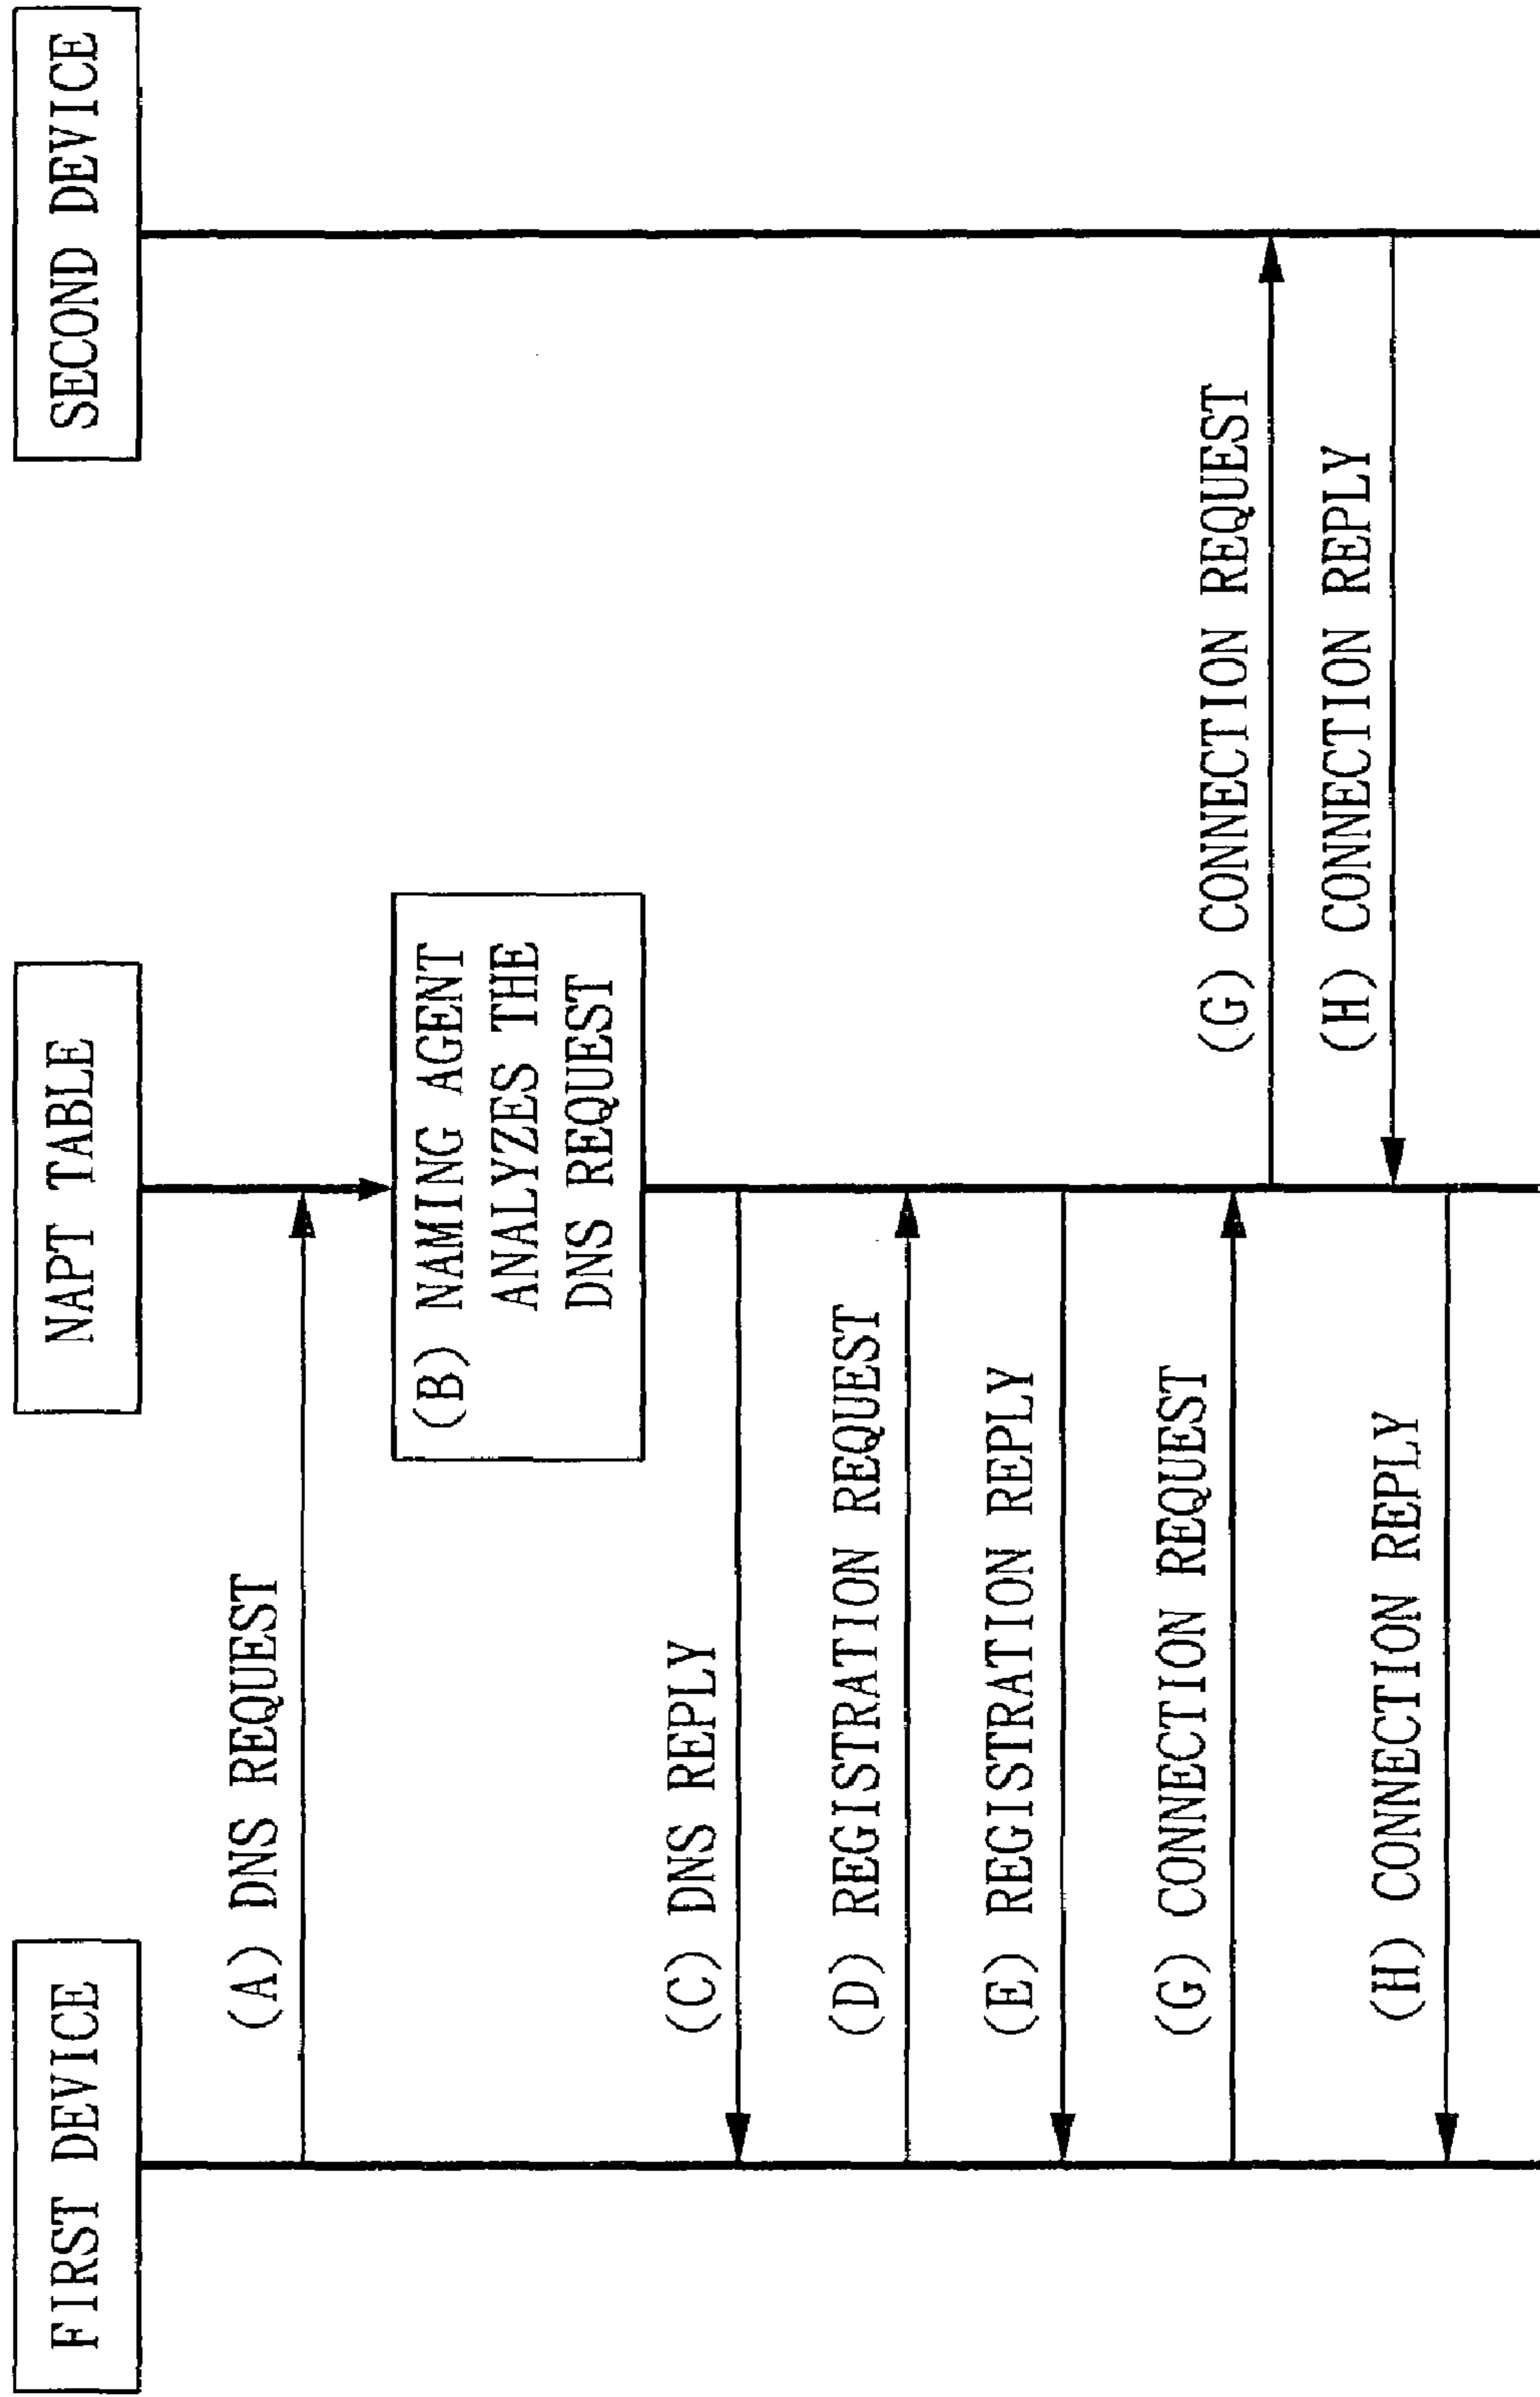 FIRST DEVICE
NAPT TABLE
SECOND DEVICE
(A) DNS REQUEST
(B) NAMING AGENT
ANALYZES THE
DNS REQUEST
(C) DNS REPLY
(D) REGISTRATION REQUEST
(E) REGISTRATION REPLY
(G) CONNECTION REQUEST
(G) CONNECTION REQUEST
(H) CONNECTION REPLY
(H) CONNECTION REPLY